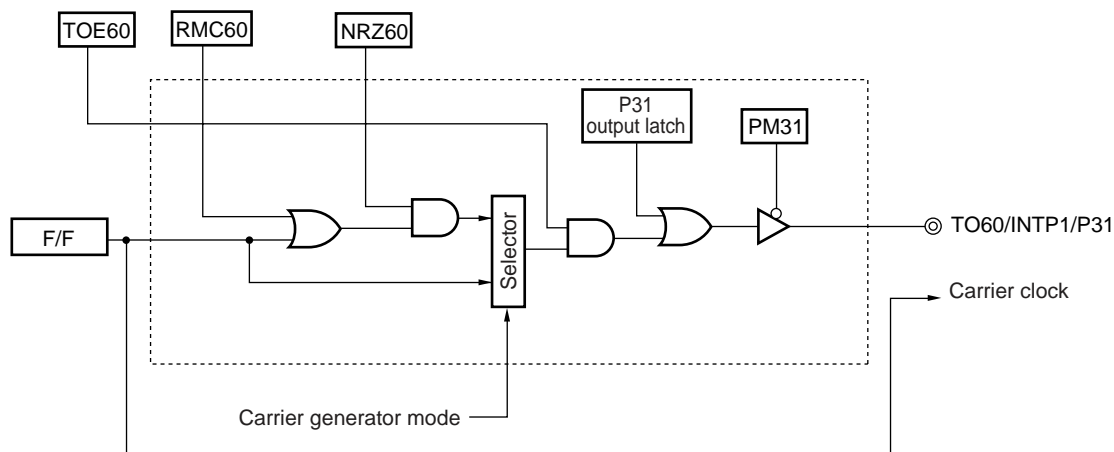 TOE60
RMC60
NRZ60
P31
output latch
PM31
F/F
Selector
TO60/INTP1/P31
Carrier clock
Carrier generator mode